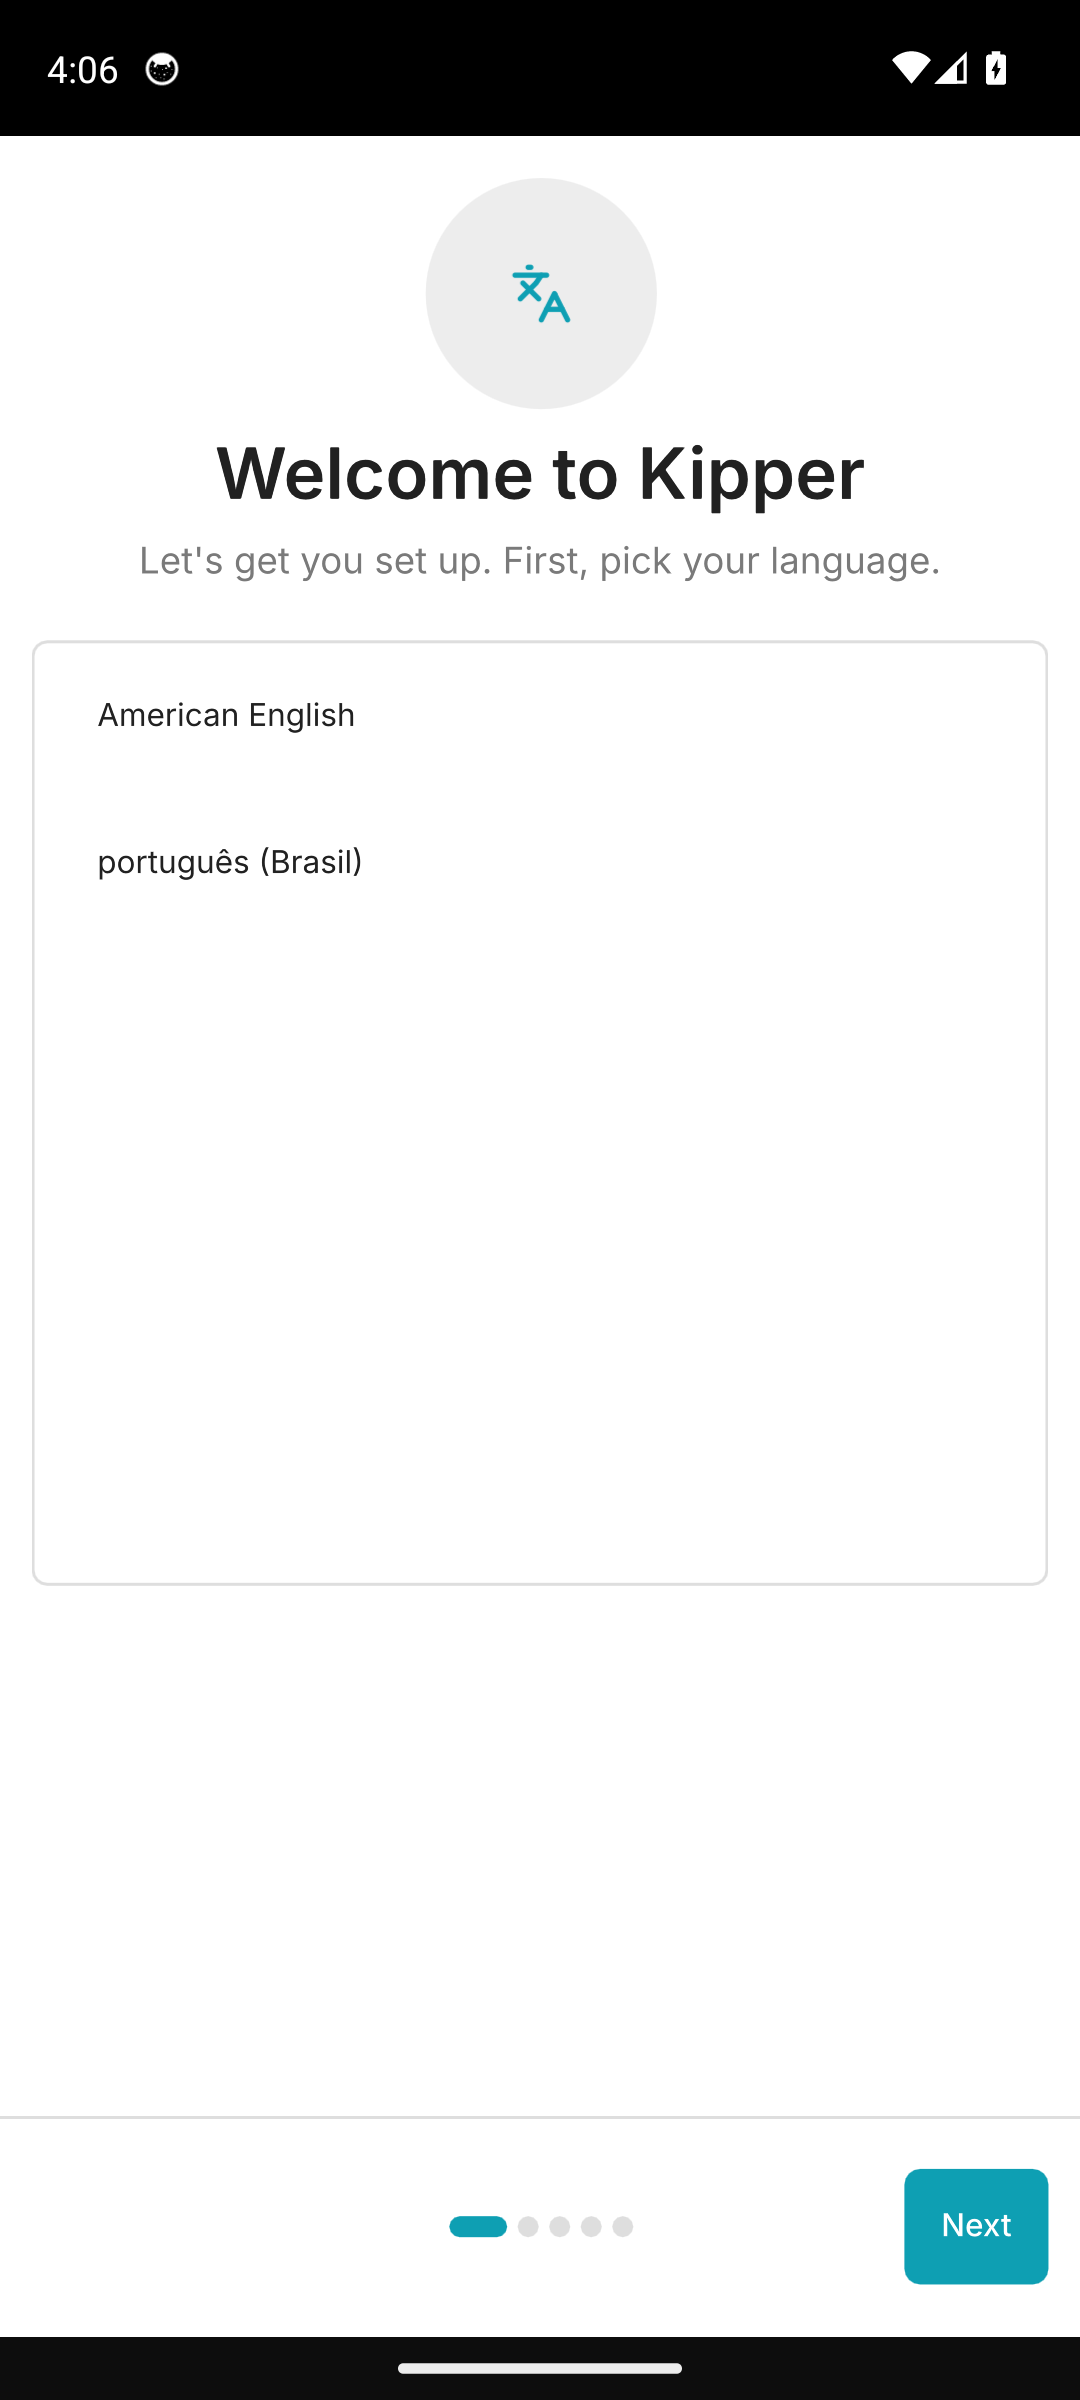 4:06
Welcome to Kipper
Let's get you set up. First, pick your language.
American English
português (Brasil)
Next